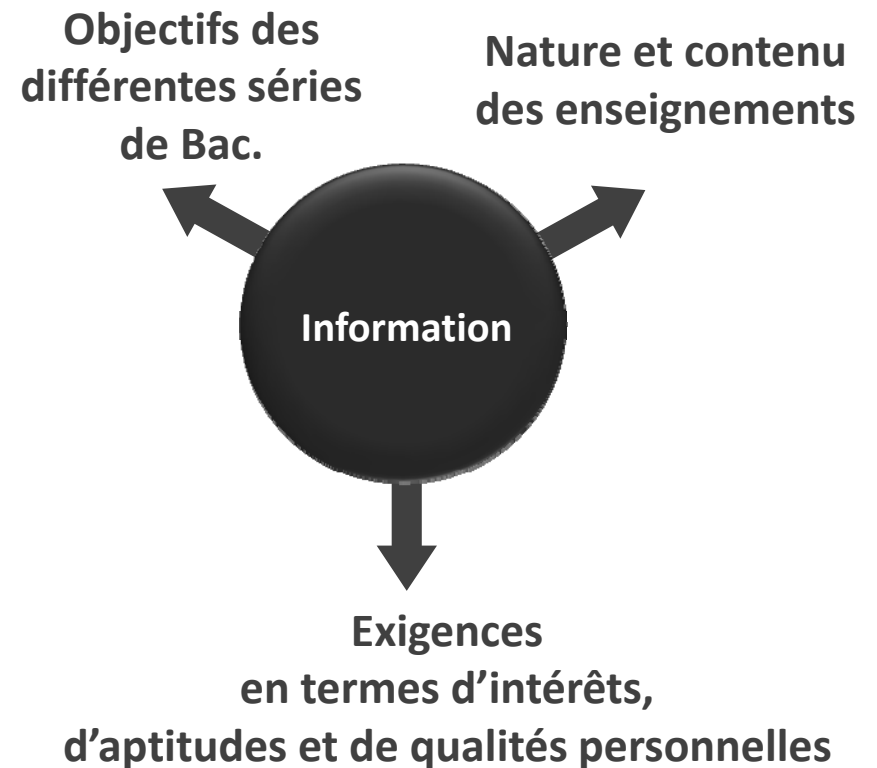 Objectifs des
différentes séries
de Bac.
Nature et contenu
des enseignements
Information
Exigences
en termes d’intérêts,
d’aptitudes et de qualités personnelles